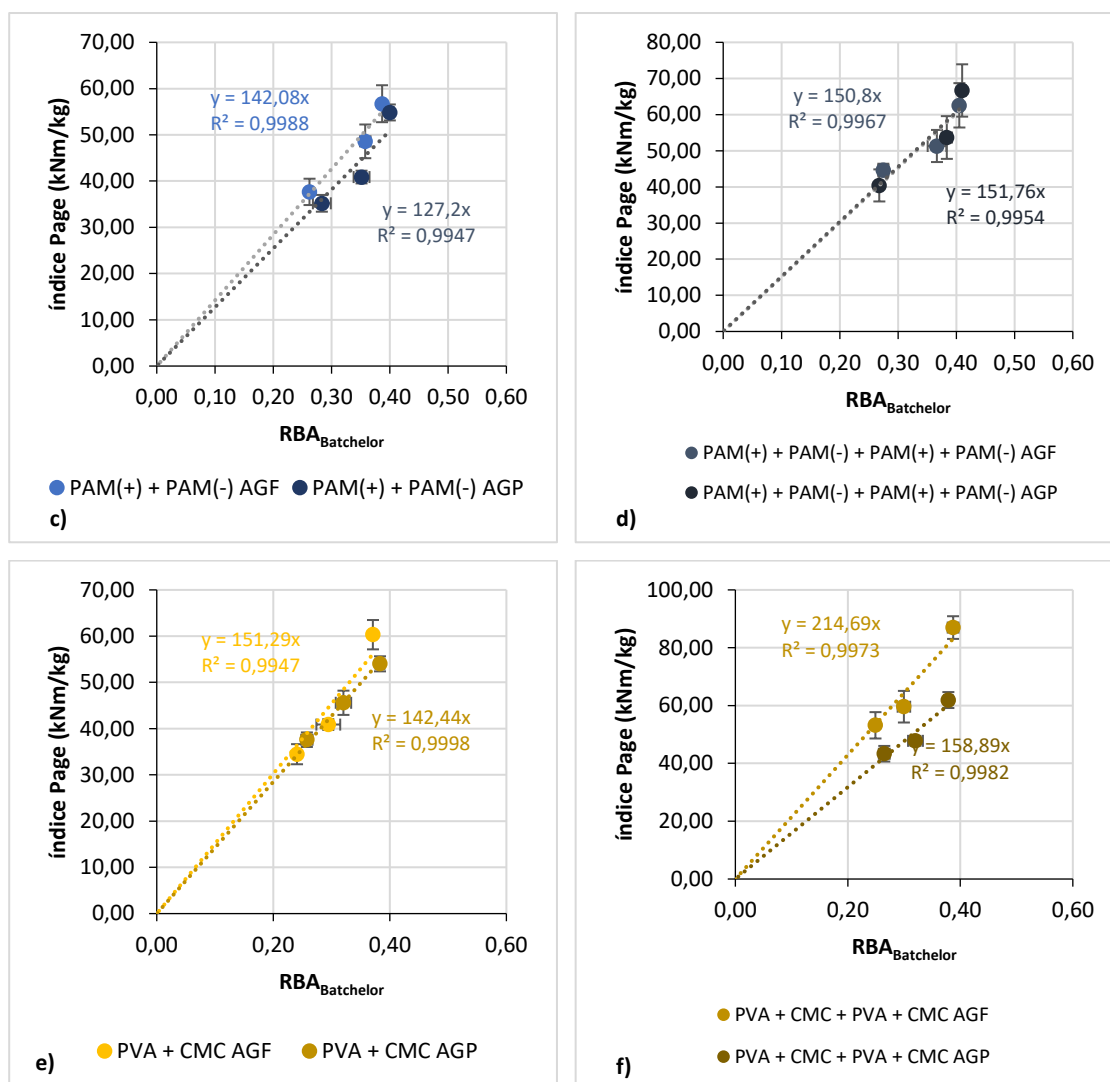 70,00
60,00
50,00
40,00
30,00
20,00
10,00
0,00
índice Page (kNm/kg)
y = 142,08x
R² = 0,9988
y = 127,2x
R² = 0,9947
0,00 0,10 0,20 0,30 0,40 0,50 0,60
RBABatchelor
PAM(+) + PAM(-) AGF PAM(+) + PAM(-) AGP
c)
80,00
70,00
60,00
50,00
40,00
30,00
20,00
10,00
0,00
índice Page (kNm/kg)
y = 150,8x
R² = 0,9967
y = 151,76x
R² = 0,9954
0,00 0,10 0,20 0,30 0,40 0,50 0,60
RBABatchelor
PAM(+) + PAM(-) + PAM(+) + PAM(-) AGF
PAM(+) + PAM(-) + PAM(+) + PAM(-) AGP
d)
70,00
60,00
50,00
40,00
30,00
20,00
10,00
0,00
índice Page (kNm/kg)
y = 151,29x
R² = 0,9947
y = 142,44x
R² = 0,9998
0,00 0,20 0,40 0,60
RBABatchelor
PVA + CMC AGF PVA + CMC AGP
e)
100,00
80,00
60,00
40,00
20,00
0,00
índice Page (kNm/kg)
y = 214,69x
R² = 0,9973
y = 158,89x
R² = 0,9982
0,00 0,20 0,40 0,60
RBABatchelor
PVA + CMC + PVA + CMC AGF
PVA + CMC + PVA + CMC AGP
f)